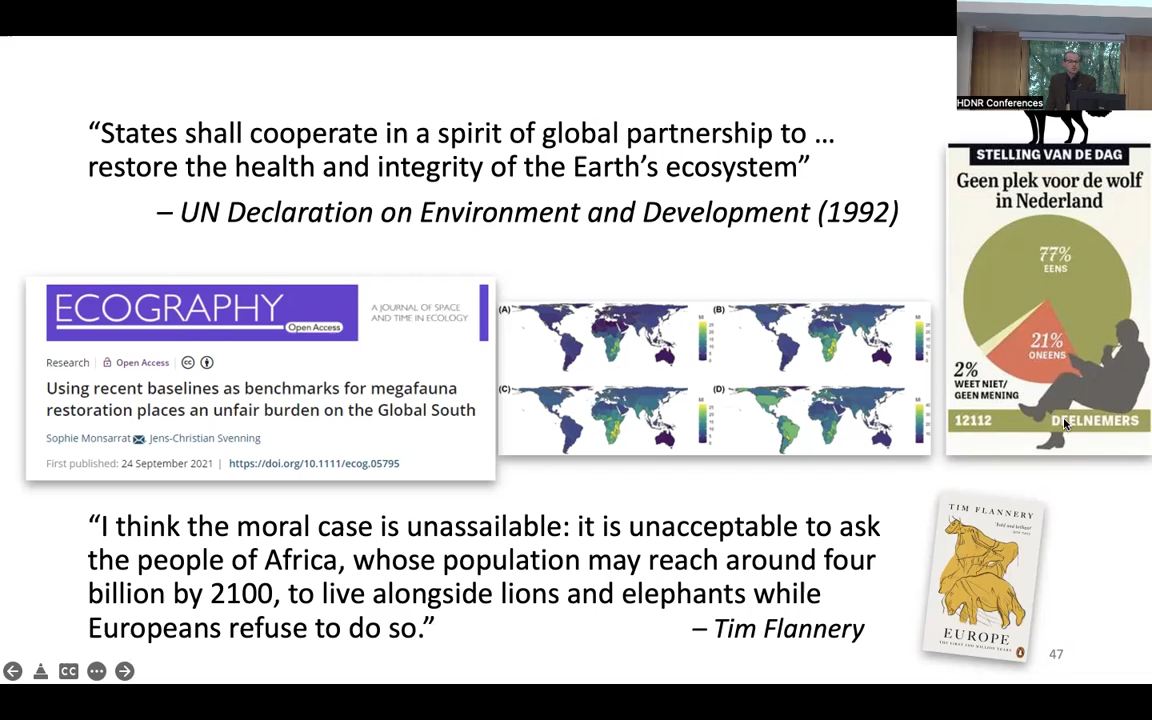 HDNR Conferences
“States shall cooperate in a spirit of global partnership to …
restore the health and integrity of the Earth’s ecosystem”
– UN Declaration on Environment and Development (1992)
STELLING VAN DE DAG
Geen plek voor de wolf
in Nederland
77%
EENS
21%
ONEENS
2%
WEET NIET/
GEEN MENING
12112
DEELNEMERS
ECOGRAPHY
Open Access
A JOURNAL OF SPACE
AND TIME IN ECOLOGY
Research
Open Access
Using recent baselines as benchmarks for megafauna
restoration places an unfair burden on the Global South
Sophie Monsarrat, Jens-Christian Svenning
First published: 24 September 2021 | https://doi.org/10.1111/ecog.05795
(A)
(B)
(C)
(D)
“I think the moral case is unassailable: it is unacceptable to ask
the people of Africa, whose population may reach around four
billion by 2100, to live alongside lions and elephants while
Europeans refuse to do so.”
– Tim Flannery
TIM FLANNERY
EUROPE
THE FIRST 100 MILLION YEARS
47
CC